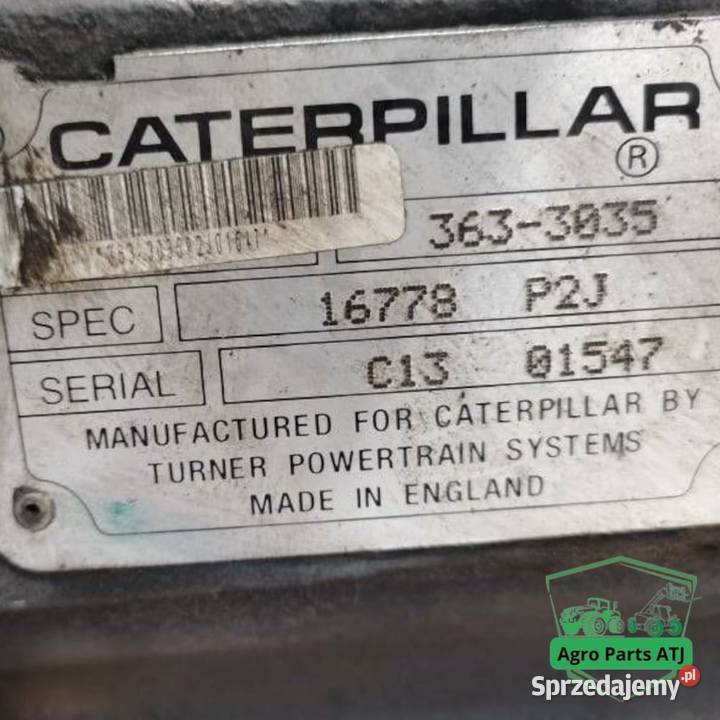 CATERPILLAR
®
363-3035
SPEC 16778 P2J
SERIAL C13 01547
MANUFACTURED FOR CATERPILLAR BY
TURNER POWERTRAIN SYSTEMS
MADE IN ENGLAND
Agro Parts ATJ
Sprzedajemy.pl